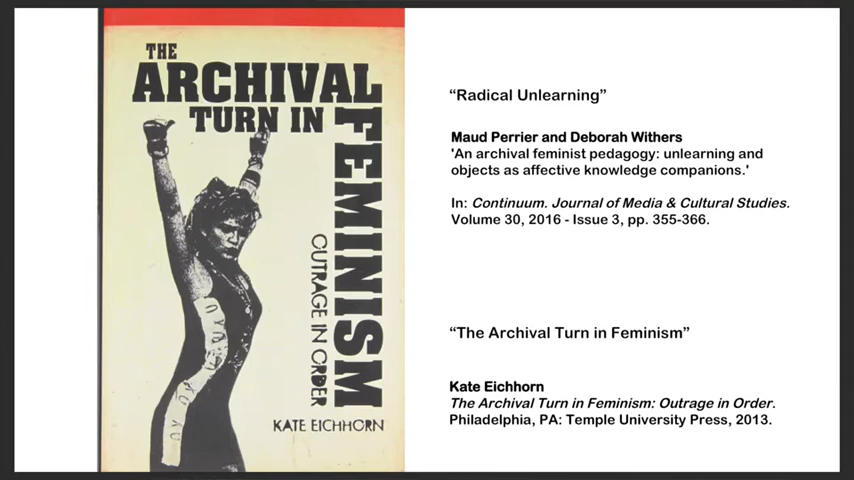 THE
ARCHIVAL
TURN IN
FEMINISM
OUTRAGE IN ORDER
KATE EICHHORN
“Radical Unlearning”
Maud Perrier and Deborah Withers
'An archival feminist pedagogy: unlearning and
objects as affective knowledge companions.'
In: Continuum. Journal of Media & Cultural Studies.
Volume 30, 2016 - Issue 3, pp. 355-366.
“The Archival Turn in Feminism”
Kate Eichhorn
The Archival Turn in Feminism: Outrage in Order.
Philadelphia, PA: Temple University Press, 2013.